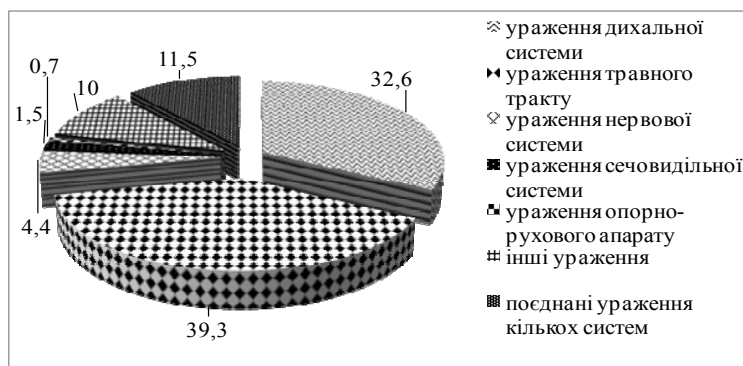 0,7
11,5
32,6
10
1,5
4,4
39,3
ураження дихальної
системи
ураження травного
тракту
ураження нервової
системи
ураження сечовидільної
системи
ураження опорно-
рухового апарату
інші ураження
поєднані ураження
кількох систем